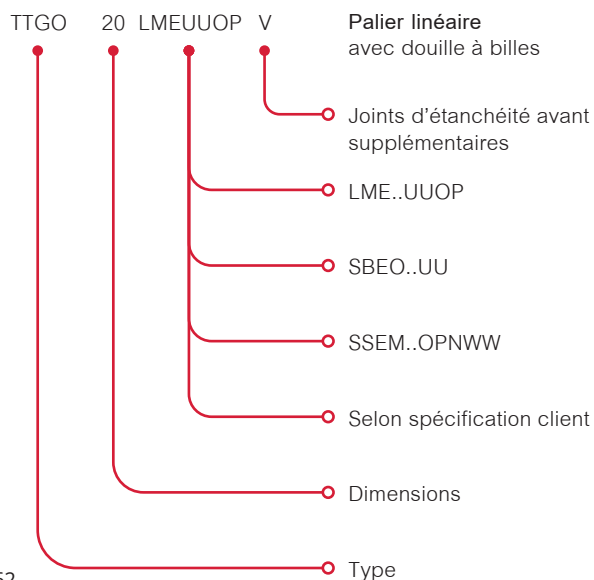 TTGO 20 LMEUUOP V
Palier linéaire
avec douille à billes
Joints d'étanchéité avant
supplémentaires
LME..UUOP
SBEO..UU
SSEM..OPNWW
Selon spécification client
Dimensions
Type